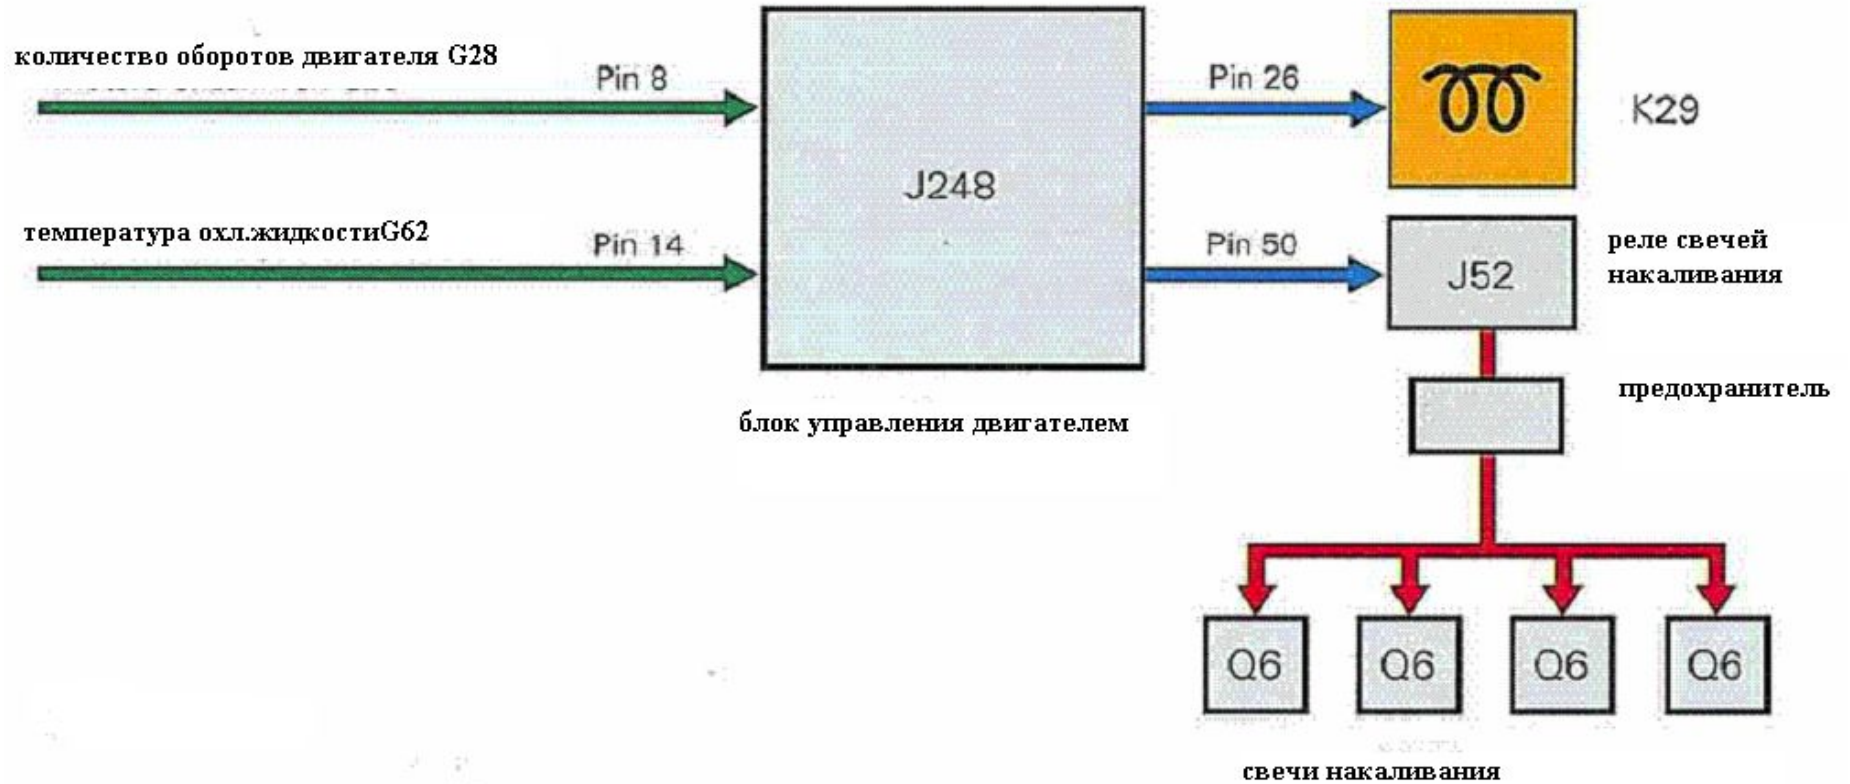 количество оборотов двигателя G28
Pin 8
Pin 26
K29
J248
температура охл.жидкостиG62
Pin 14
Pin 50
J52
реле свечей
накаливания
предохранитель
блок управления двигателем
Q6
Q6
Q6
Q6
свечи накаливания